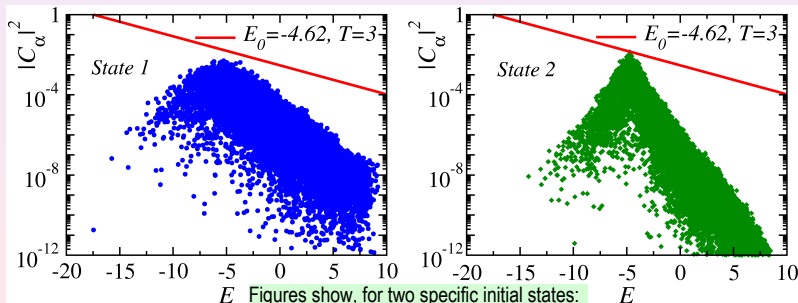 1
10^-4
10^-8
10^-12
|C_α|^2
State 1
E_0=-4.62, T=3
-20 -15 -10 -5 0 5 10
E
1
10^-4
10^-8
10^-12
|C_α|^2
State 2
E_0=-4.62, T=3
-20 -15 -10 -5 0 5 10
E
Figures show, for two specific initial states: